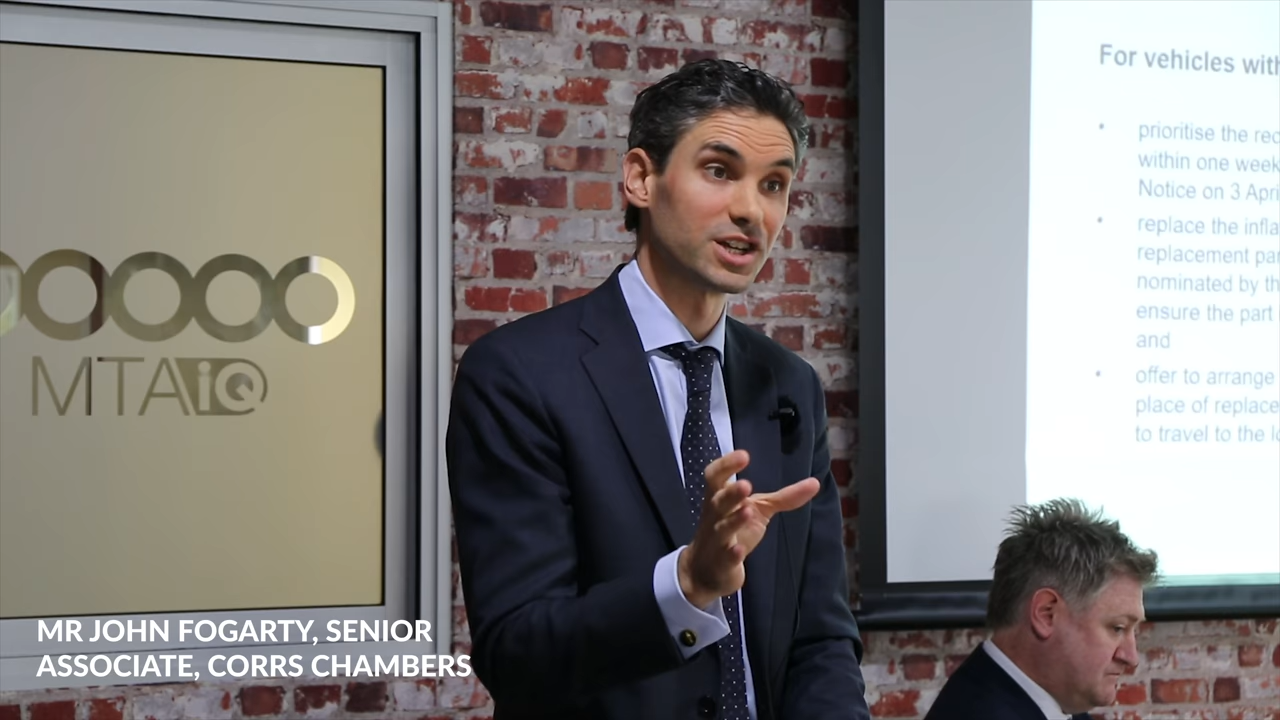 MTAiQ
For vehicles with
prioritise the rec
within one week
Notice on 3 Apri
replace the infla
replacement par
nominated by th
ensure the part
and
offer to arrange
place of replace
to travel to the l
MR JOHN FOGARTY, SENIOR
ASSOCIATE, CORRS CHAMBERS